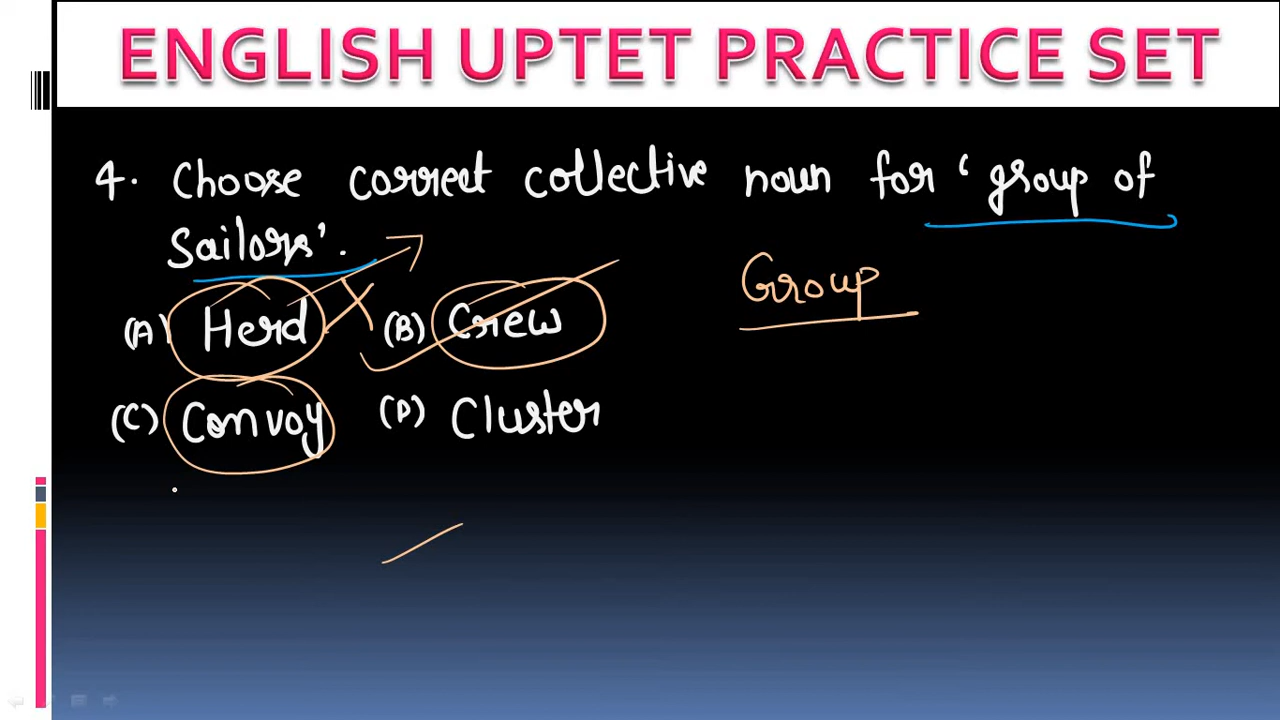 ENGLISH UPTET PRACTICE SET
4. Choose correct collective noun for 'group of
Sailors'.
Group
(A) Herd (B) Crew
(C) Convoy (D) Cluster